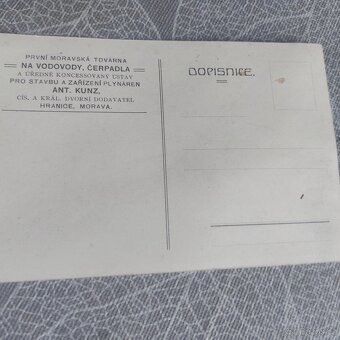 PRVNÍ MORAVSKÁ TOVÁRNA
NA VODOVODY, ČERPADLA
A ÚŘEDNĚ KONCESSOVANÝ ÚSTAV
PRO STAVBU A ZAŘÍZENÍ PLYNÁREN
ANT. KUNZ,
CÍS. A KRÁL. DVORNÍ DODAVATEL
HRANICE, MORAVA.
DOPISNICE.